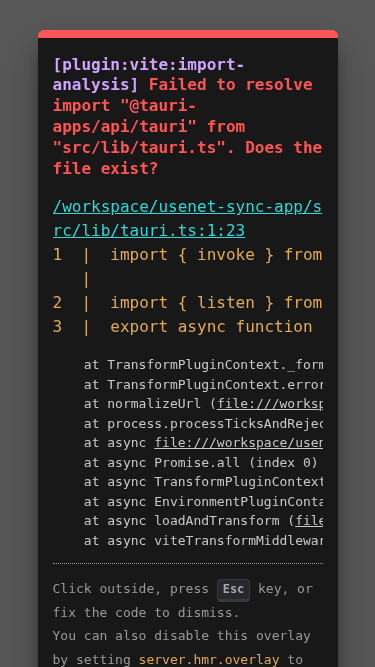 [plugin:vite:import-
analysis] Failed to resolve
import "@tauri-
apps/api/tauri" from
"src/lib/tauri.ts". Does the
file exist?
/workspace/usenet-sync-app/s
rc/lib/tauri.ts:1:23
1  |  import { invoke } from
   |
2  |  import { listen } from
3  |  export async function
at TransformPluginContext._form
at TransformPluginContext.error
at normalizeUrl (file:///worksp
at process.processTicksAndRejec
at async file:///workspace/usen
at async Promise.all (index 0)
at async TransformPluginContext
at async EnvironmentPluginConta
at async loadAndTransform (file
at async viteTransformMiddlewar
Click outside, press Esc key, or
fix the code to dismiss.
You can also disable this overlay
by setting server.hmr.overlay to